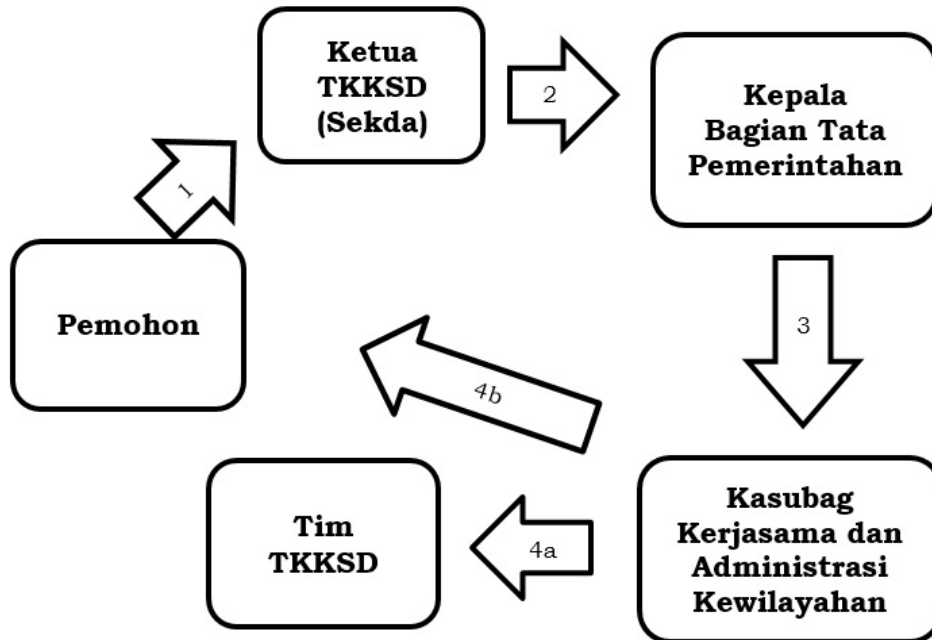 Ketua
TKKSD
(Sekda)
2
Kepala
Bagian Tata
Pemerintahan
1
Pemohon
3
4b
Tim
TKKSD
4a
Kasubag
Kerjasama dan
Administrasi
Kewilayahan